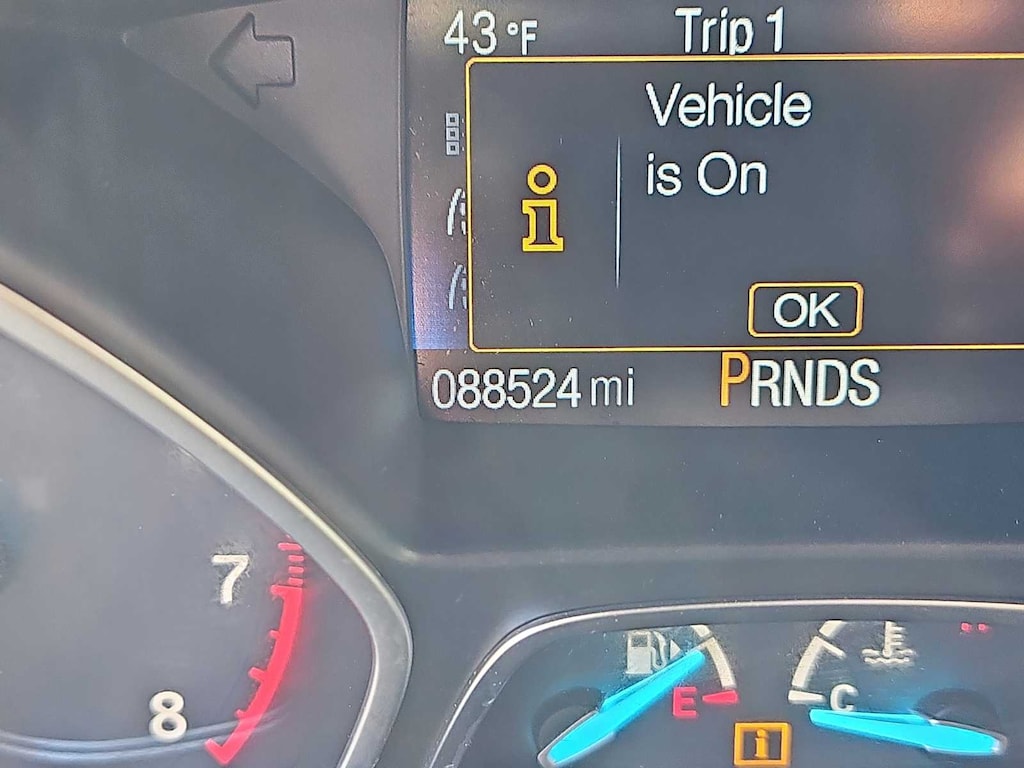 43 °F Trip 1
Vehicle
is On
i
OK
088524 mi PRNDS
7
8
E C
i